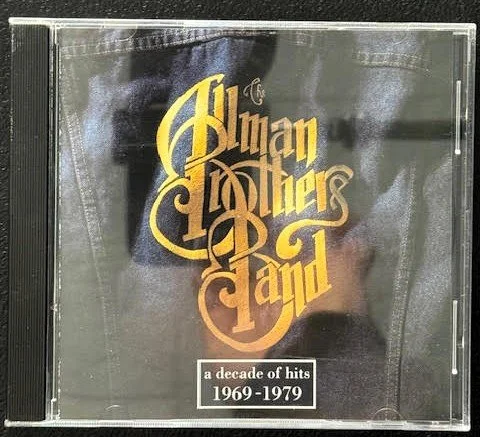 The
Allman
Brothers
Band
a decade of hits
1969-1979